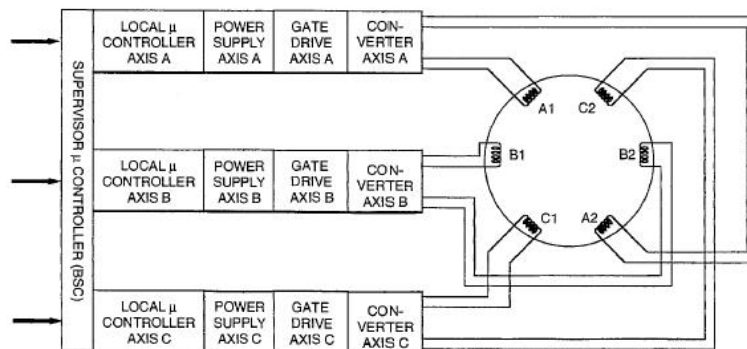 SUPERVISOR μ CONTROLLER (BSC)
LOCAL μ
CONTROLLER
AXIS A
POWER
SUPPLY
AXIS A
GATE
DRIVE
AXIS A
CON-
VERTER
AXIS A
LOCAL μ
CONTROLLER
AXIS B
POWER
SUPPLY
AXIS B
GATE
DRIVE
AXIS B
CON-
VERTER
AXIS B
LOCAL μ
CONTROLLER
AXIS C
POWER
SUPPLY
AXIS C
GATE
DRIVE
AXIS C
CON-
VERTER
AXIS C
A1
C2
B1
B2
C1
A2